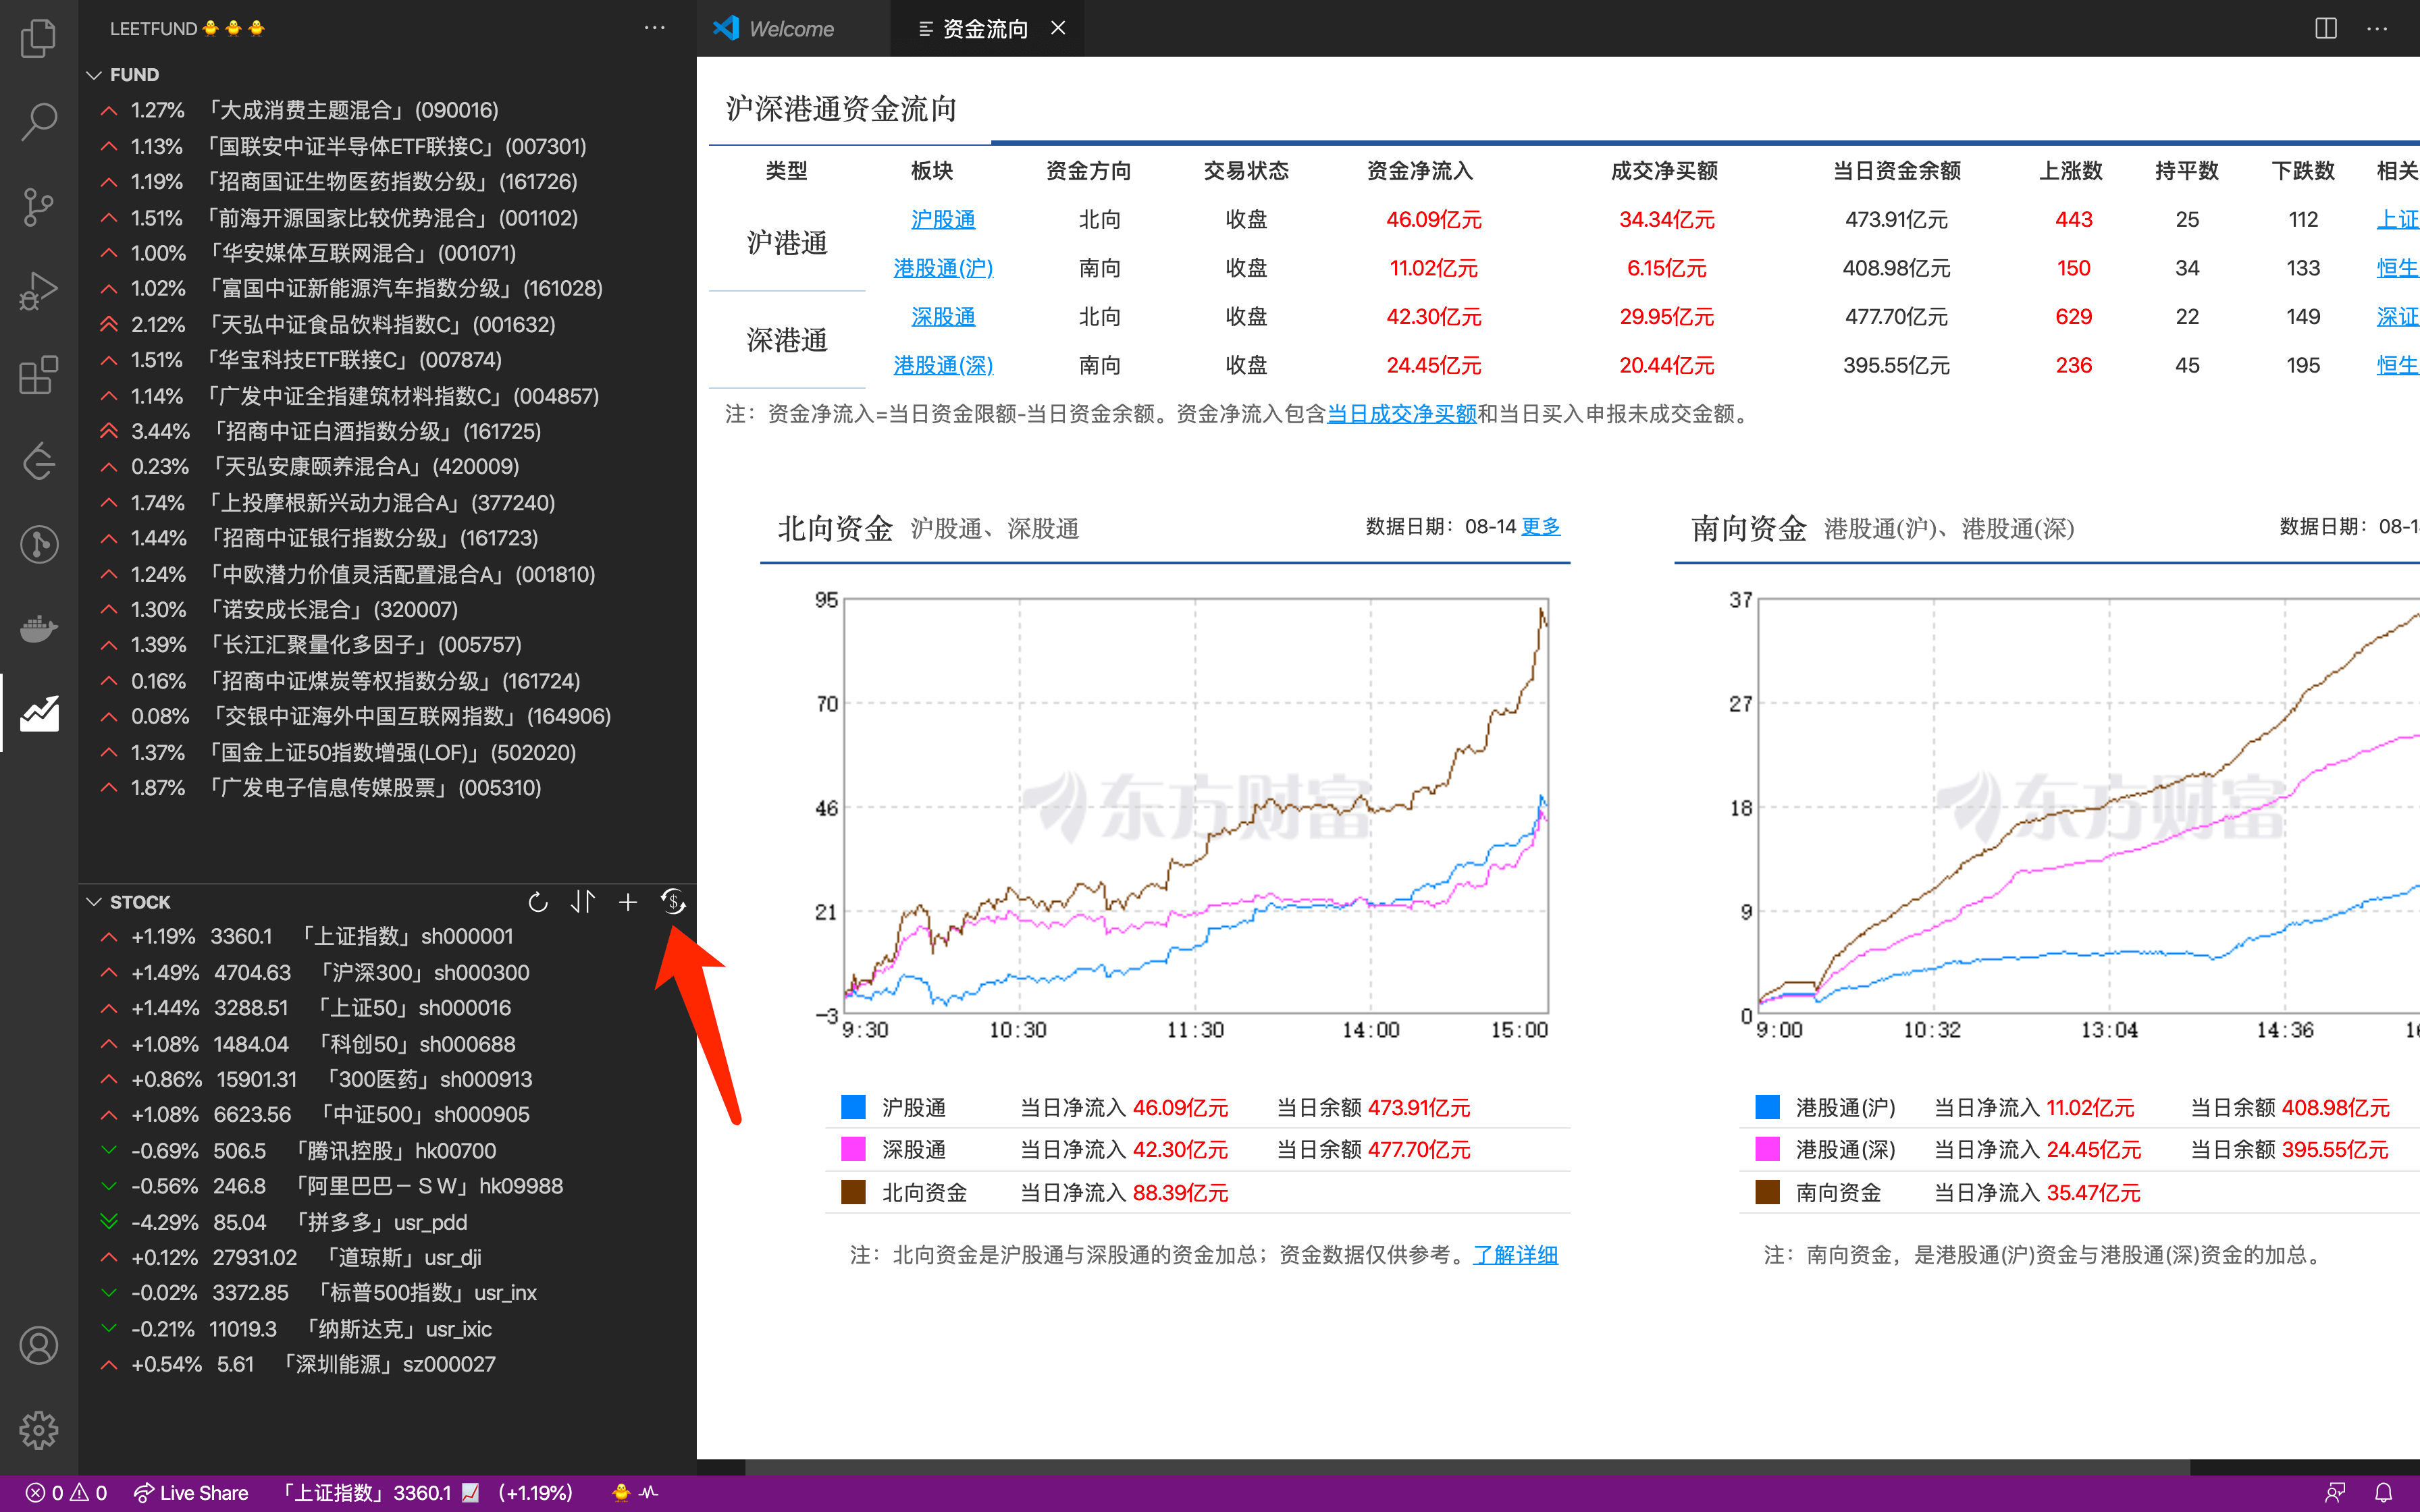 LEETFUND🐥🐥🐥
FUND
1.27% 「大成消费主题混合」(090016)
1.13% 「国联安中证半导体ETF联接C」(007301)
1.19% 「招商国证生物医药指数分级」(161726)
1.51% 「前海开源国家比较优势混合」(001102)
1.00% 「华安媒体互联网混合」(001071)
1.02% 「富国中证新能源汽车指数分级」(161028)
2.12% 「天弘中证食品饮料指数C」(001632)
1.51% 「华宝科技ETF联接C」(007874)
1.14% 「广发中证全指建筑材料指数C」(004857)
3.44% 「招商中证白酒指数分级」(161725)
0.23% 「天弘安康颐养混合A」(420009)
1.74% 「上投摩根新兴动力混合A」(377240)
1.44% 「招商中证银行指数分级」(161723)
1.24% 「中欧潜力价值灵活配置混合A」(001810)
1.30% 「诺安成长混合」(320007)
1.39% 「长江汇聚量化多因子」(005757)
0.16% 「招商中证煤炭等权指数分级」(161724)
0.08% 「交银中证海外中国互联网指数」(164906)
1.37% 「国金上证50指数增强(LOF)」(502020)
1.87% 「广发电子信息传媒股票」(005310)
STOCK
+1.19% 3360.1 「上证指数」sh000001
+1.49% 4704.63 「沪深300」sh000300
+1.44% 3288.51 「上证50」sh000016
+1.08% 1484.04 「科创50」sh000688
+0.86% 15901.31 「300医药」sh000913
+1.08% 6623.56 「中证500」sh000905
-0.69% 506.5 「腾讯控股」hk00700
-0.56% 246.8 「阿里巴巴－ＳＷ」hk09988
-4.29% 85.04 「拼多多」usr_pdd
+0.12% 27931.02 「道琼斯」usr_dji
-0.02% 3372.85 「标普500指数」usr_inx
-0.21% 11019.3 「纳斯达克」usr_ixic
+0.54% 5.61 「深圳能源」sz000027
Welcome
资金流向
沪深港通资金流向
类型 板块 资金方向 交易状态 资金净流入 成交净买额 当日资金余额 上涨数 持平数 下跌数 相关
沪港通
沪股通 北向 收盘 46.09亿元 34.34亿元 473.91亿元 443 25 112 上证
港股通(沪) 南向 收盘 11.02亿元 6.15亿元 408.98亿元 150 34 133 恒生
深港通
深股通 北向 收盘 42.30亿元 29.95亿元 477.70亿元 629 22 149 深证
港股通(深) 南向 收盘 24.45亿元 20.44亿元 395.55亿元 236 45 195 恒生
注：资金净流入=当日资金限额-当日资金余额。资金净流入包含当日成交净买额和当日买入申报未成交金额。
北向资金 沪股通、深股通 数据日期：08-14 更多
95
70
46
21
-3
9:30 10:30 11:30 14:00 15:00
东方财富
沪股通 当日净流入 46.09亿元 当日余额 473.91亿元
深股通 当日净流入 42.30亿元 当日余额 477.70亿元
北向资金 当日净流入 88.39亿元
注：北向资金是沪股通与深股通的资金加总；资金数据仅供参考。了解详细
南向资金 港股通(沪)、港股通(深) 数据日期：08-1
37
27
18
9
0
9:00 10:32 13:04 14:36 16
东方财富
港股通(沪) 当日净流入 11.02亿元 当日余额 408.98亿元
港股通(深) 当日净流入 24.45亿元 当日余额 395.55亿元
南向资金 当日净流入 35.47亿元
注：南向资金，是港股通(沪)资金与港股通(深)资金的加总。
0 0 Live Share 「上证指数」3360.1 📈 (+1.19%) 🐥